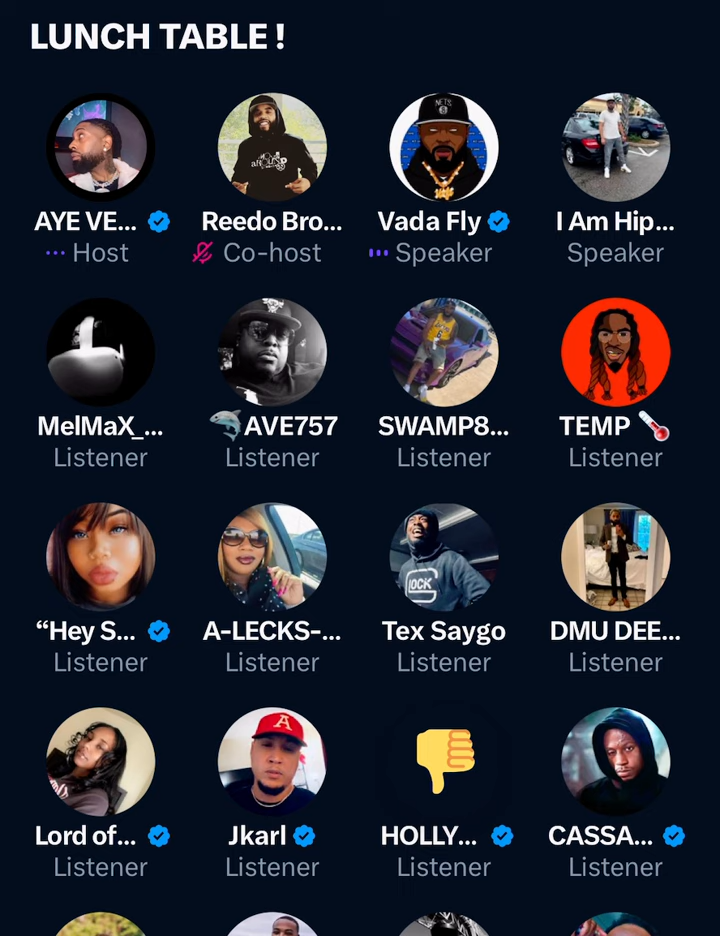 LUNCH TABLE !
AYE VE... Reedo Bro... Vada Fly I Am Hip...
Host Co-host Speaker Speaker
MelMaX_... 🦈AVE757 SWAMP8... TEMP 🌡️
Listener Listener Listener Listener
“Hey S... A-LECKS-... Tex Saygo DMU DEE...
Listener Listener Listener Listener
Lord of... Jkarl HOLLY... CASSA...
Listener Listener Listener Listener
NETS
GLOCK
A